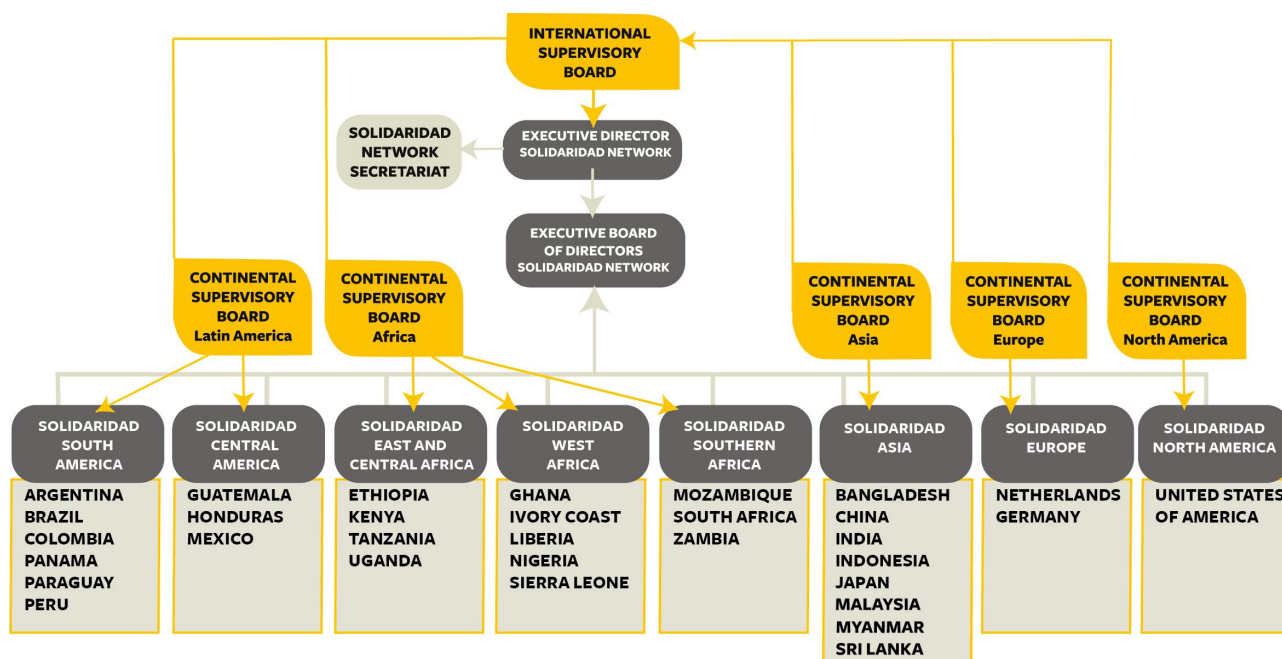 INTERNATIONAL
SUPERVISORY
BOARD
SOLIDARIDAD
NETWORK
SECRETARIAT
EXECUTIVE DIRECTOR
SOLIDARIDAD NETWORK
EXECUTIVE BOARD
OF DIRECTORS
SOLIDARIDAD NETWORK
CONTINENTAL
SUPERVISORY
BOARD
Latin America
CONTINENTAL
SUPERVISORY
BOARD
Africa
CONTINENTAL
SUPERVISORY
BOARD
Asia
CONTINENTAL
SUPERVISORY
BOARD
Europe
CONTINENTAL
SUPERVISORY
BOARD
North America
SOLIDARIDAD
SOUTH
AMERICA
ARGENTINA
BRAZIL
COLOMBIA
PANAMA
PARAGUAY
PERU
SOLIDARIDAD
CENTRAL
AMERICA
GUATEMALA
HONDURAS
MEXICO
SOLIDARIDAD
EAST AND
CENTRAL AFRICA
ETHIOPIA
KENYA
TANZANIA
UGANDA
SOLIDARIDAD
WEST
AFRICA
GHANA
IVORY COAST
LIBERIA
NIGERIA
SIERRA LEONE
SOLIDARIDAD
SOUTHERN
AFRICA
MOZAMBIQUE
SOUTH AFRICA
ZAMBIA
SOLIDARIDAD
ASIA
BANGLADESH
CHINA
INDIA
INDONESIA
JAPAN
MALAYSIA
MYANMAR
SRI LANKA
SOLIDARIDAD
EUROPE
NETHERLANDS
GERMANY
SOLIDARIDAD
NORTH AMERICA
UNITED STATES
OF AMERICA